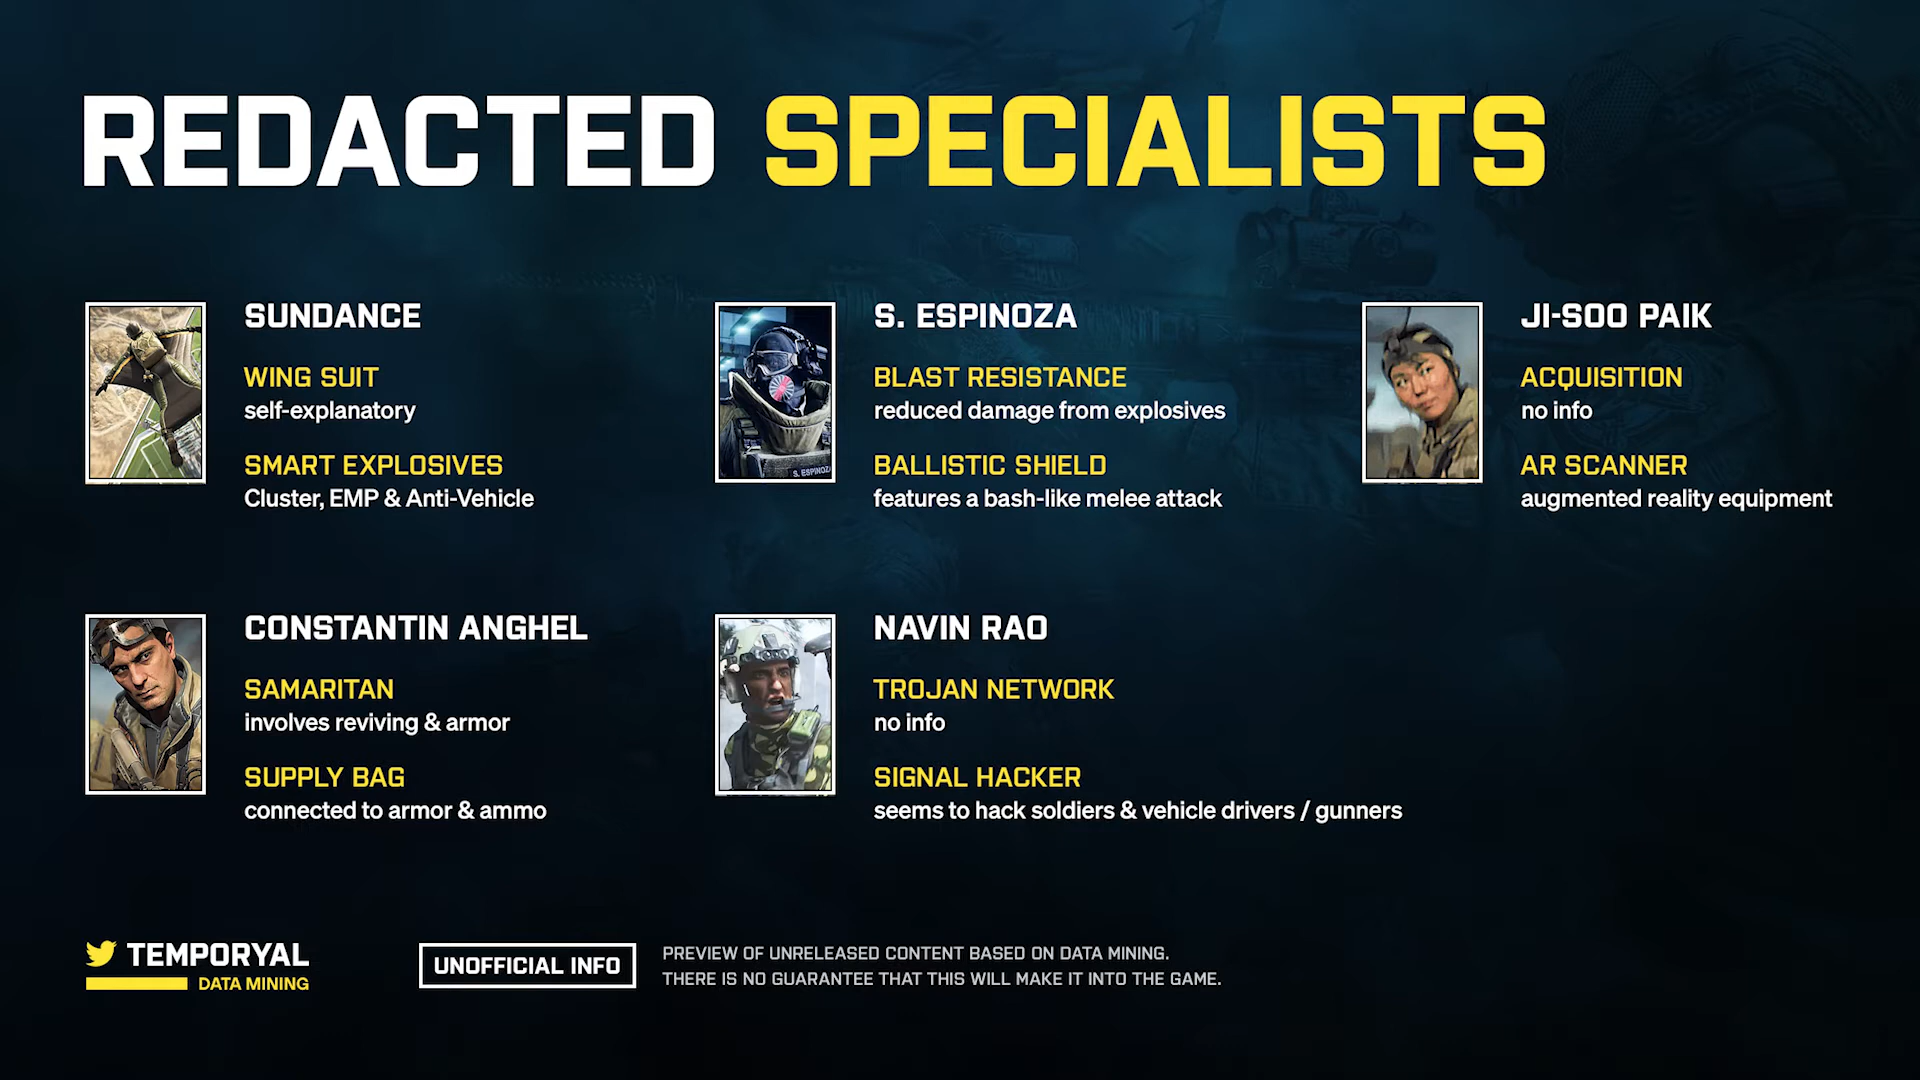 REDACTED SPECIALISTS
SUNDANCE
WING SUIT
self-explanatory
SMART EXPLOSIVES
Cluster, EMP & Anti-Vehicle
S. ESPINOZA
S. ESPINOZA
BLAST RESISTANCE
reduced damage from explosives
BALLISTIC SHIELD
features a bash-like melee attack
JI-SOO PAIK
ACQUISITION
no info
AR SCANNER
augmented reality equipment
CONSTANTIN ANGHEL
SAMARITAN
involves reviving & armor
SUPPLY BAG
connected to armor & ammo
NAVIN RAO
TROJAN NETWORK
no info
SIGNAL HACKER
seems to hack soldiers & vehicle drivers / gunners
TEMPORYAL
DATA MINING
UNOFFICIAL INFO
PREVIEW OF UNRELEASED CONTENT BASED ON DATA MINING.
THERE IS NO GUARANTEE THAT THIS WILL MAKE IT INTO THE GAME.